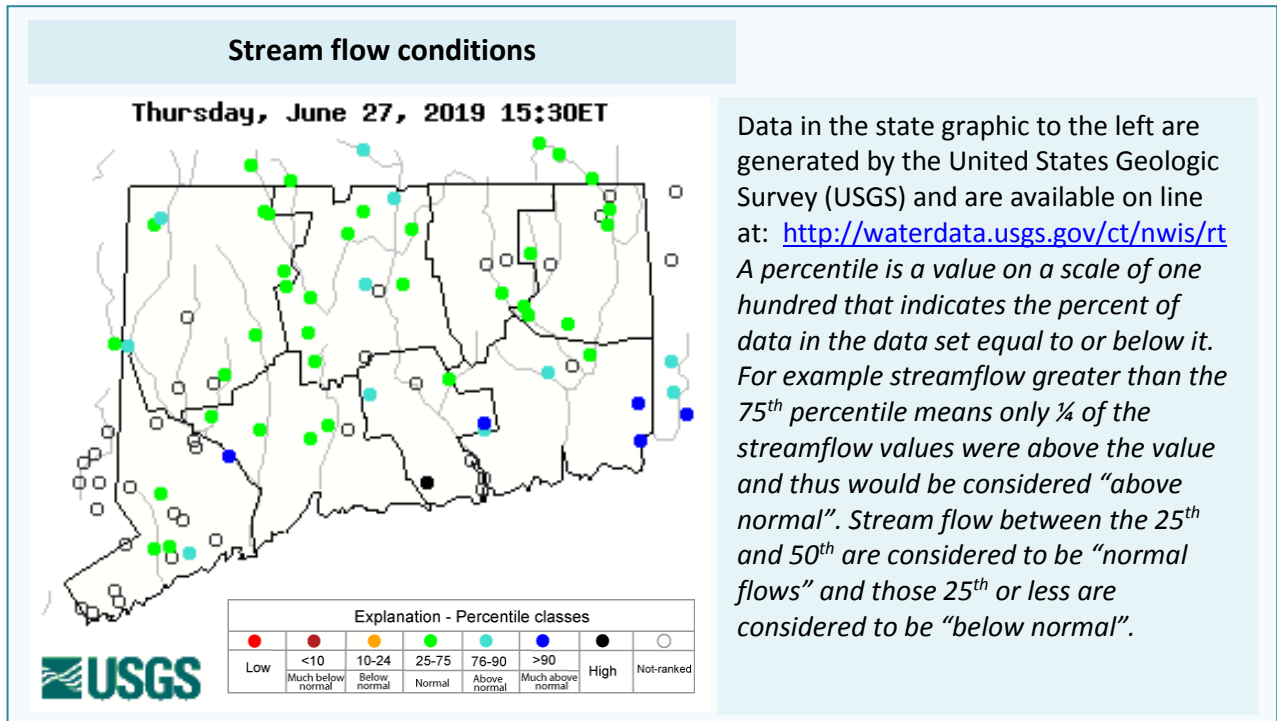 Stream flow conditions
Thursday, June 27, 2019 15:30ET
Data in the state graphic to the left are
generated by the United States Geologic
Survey (USGS) and are available on line
at: http://waterdata.usgs.gov/ct/nwis/rt
A percentile is a value on a scale of one
hundred that indicates the percent of
data in the data set equal to or below it.
For example streamflow greater than the
75th percentile means only ¼ of the
streamflow values were above the value
and thus would be considered “above
normal”. Stream flow between the 25th
and 50th are considered to be “normal
flows” and those 25th or less are
considered to be “below normal”.
Explanation - Percentile classes
Low <10 10-24 25-75 76-90 >90 High Not-ranked
Much below normal Below normal Normal Above normal Much above normal
USGS